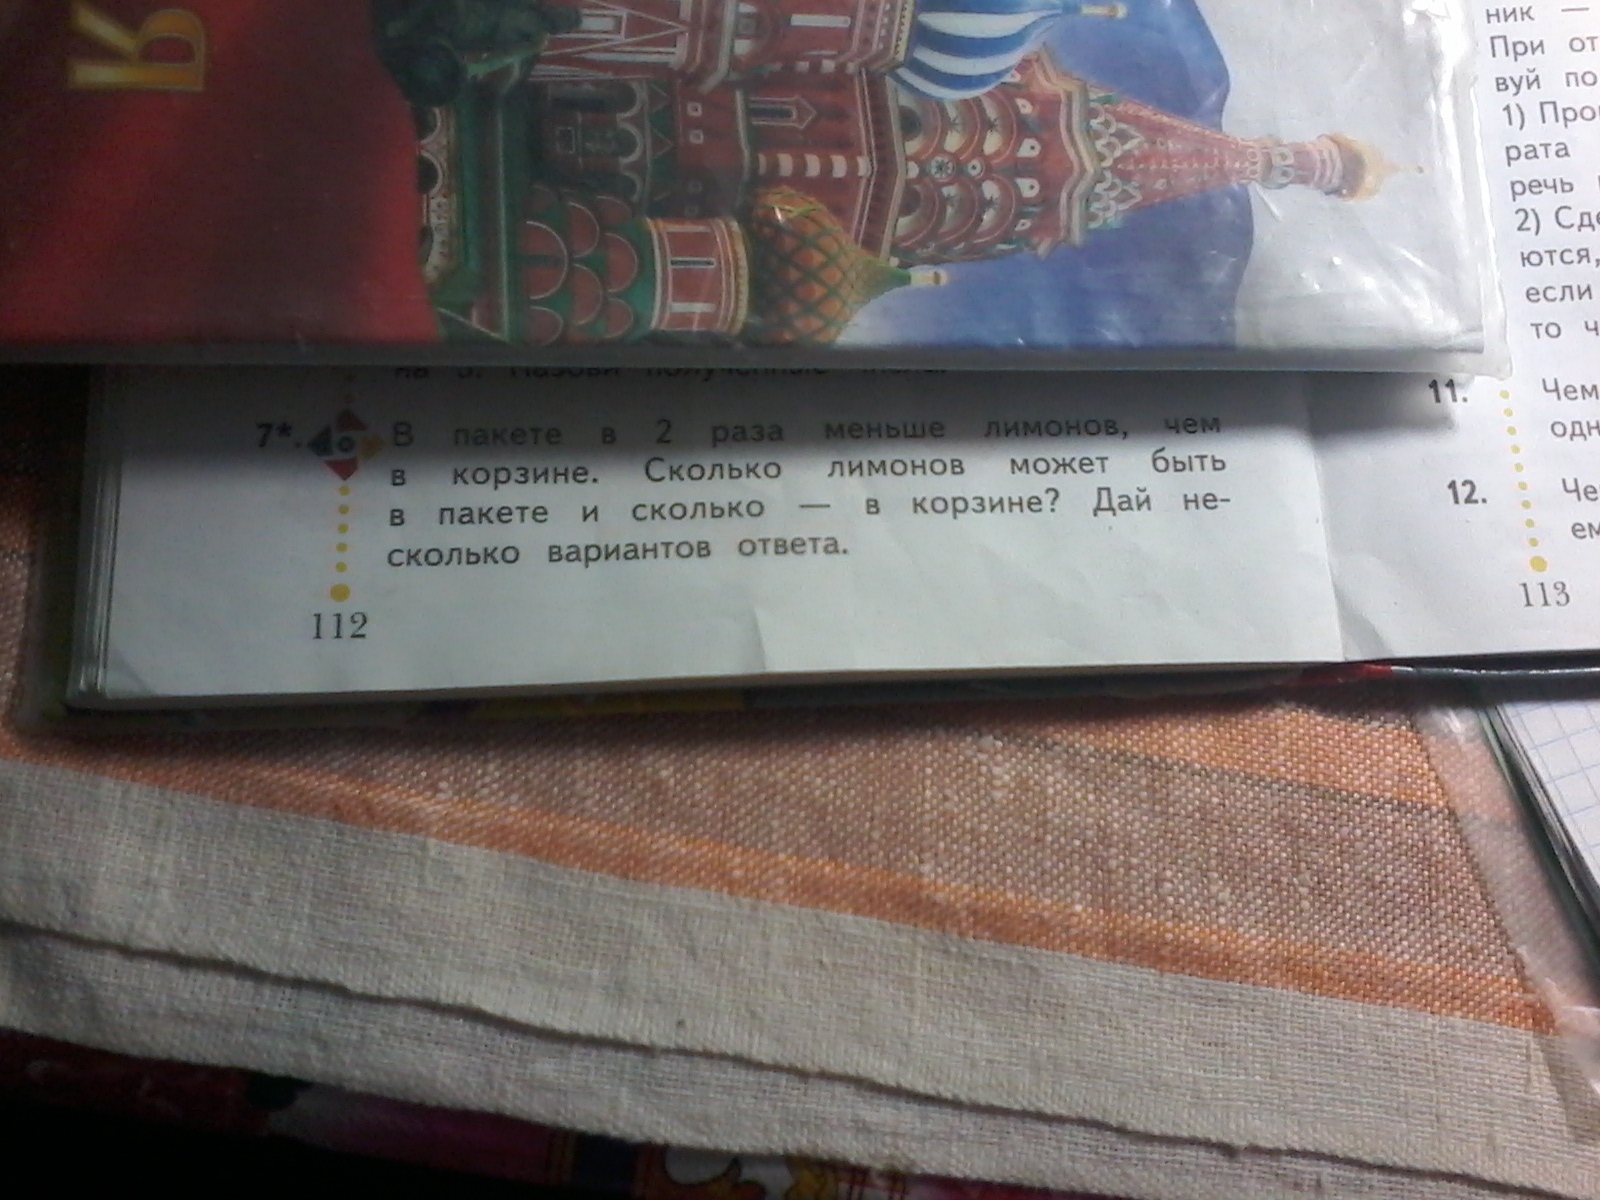 К
7*. В пакете в 2 раза меньше лимонов, чем
в корзине. Сколько лимонов может быть
в пакете и сколько — в корзине? Дай не-
сколько вариантов ответа.
112
ник —
При от
вуй по
1)
рата
речь
2)
ются,
если
то
11. Чем
одн
12. Че
ем
113